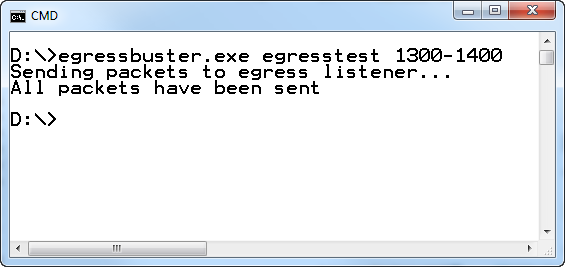 CMD
D:\>egressbuster.exe egresstest 1300-1400
Sending packets to egress listener...
All packets have been sent
D:\>